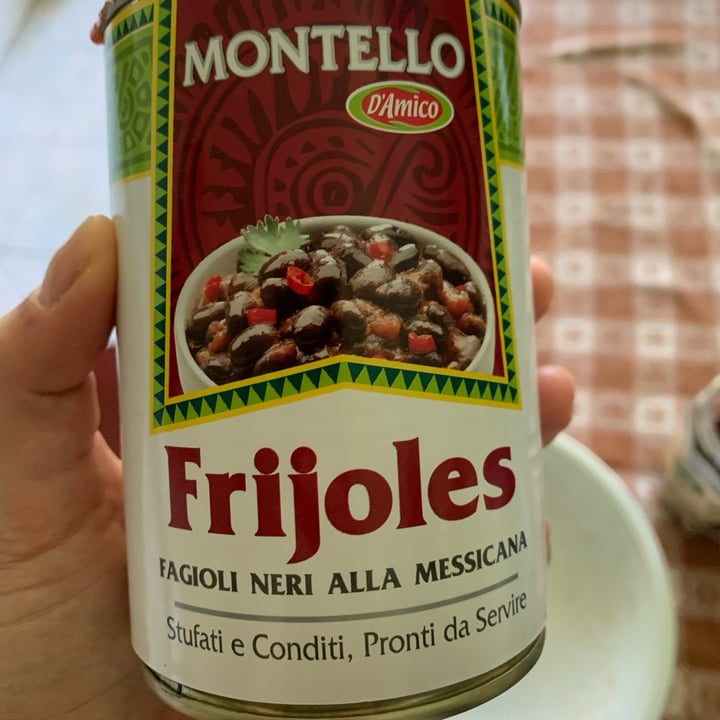 MONTELLO
D'Amico
Frijoles
FAGIOLI NERI ALLA MESSICANA
Stufati e Conditi, Pronti da Servire